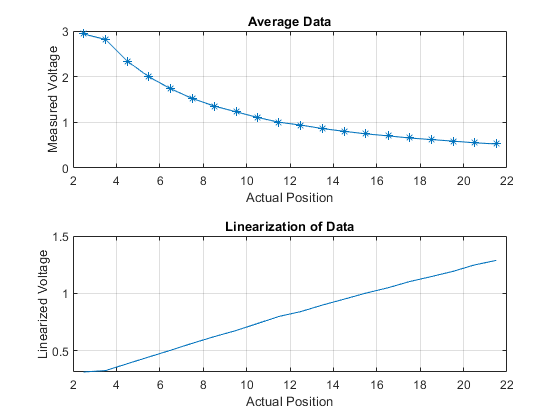 Average Data
3
2
1
0
Measured Voltage
2 4 6 8 10 12 14 16 18 20 22
Actual Position
Linearization of Data
1.5
1
0.5
Linearized Voltage
2 4 6 8 10 12 14 16 18 20 22
Actual Position